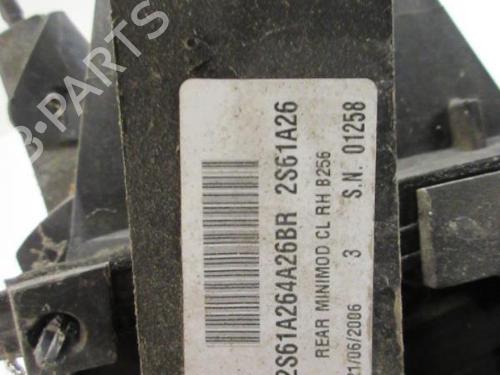 2S61A264A26BR 2S61A26
REAR MINIMOD CL RH B256
21/06/2006 3 S.N. 01258
B-PARTS